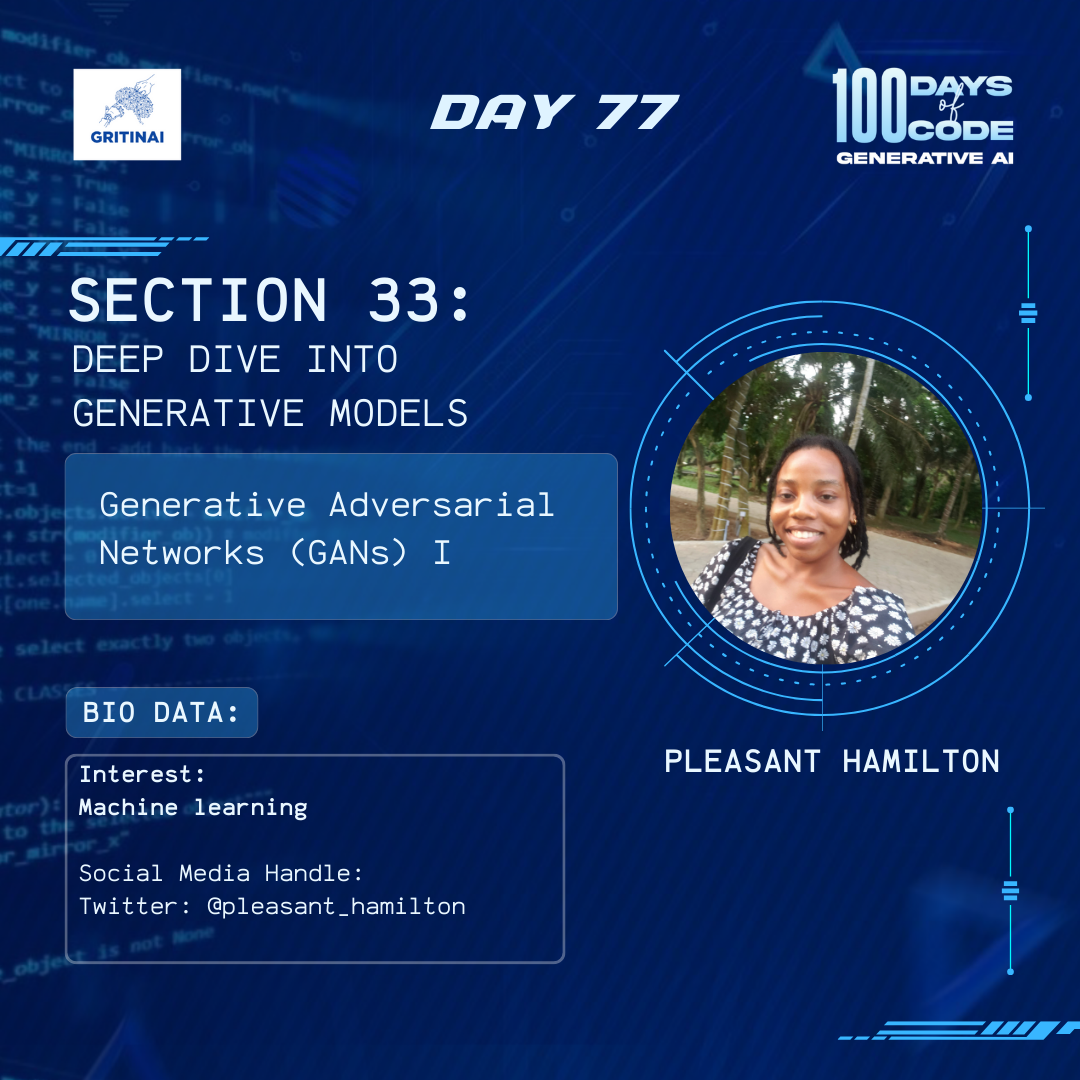 GRITINAI
DAY 77
100 DAYS
of
CODE
GENERATIVE AI
SECTION 33:
DEEP DIVE INTO
GENERATIVE MODELS
Generative Adversarial
Networks (GANs) I
BIO DATA:
Interest:
Machine learning
Social Media Handle:
Twitter: @pleasant_hamilton
PLEASANT HAMILTON